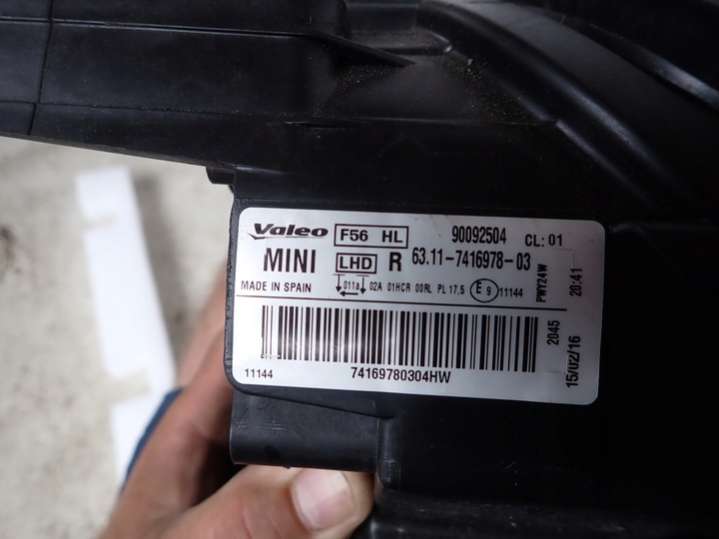 Valeo F56 HL 90092504 CL: 01
MINI LHD R 63.11-7416978-03
MADE IN SPAIN 011a 02A 01HCR 00RL PL 17.5 E9 11144
PWY24W
2045 20:41
15/02/16
11144 74169780304HW